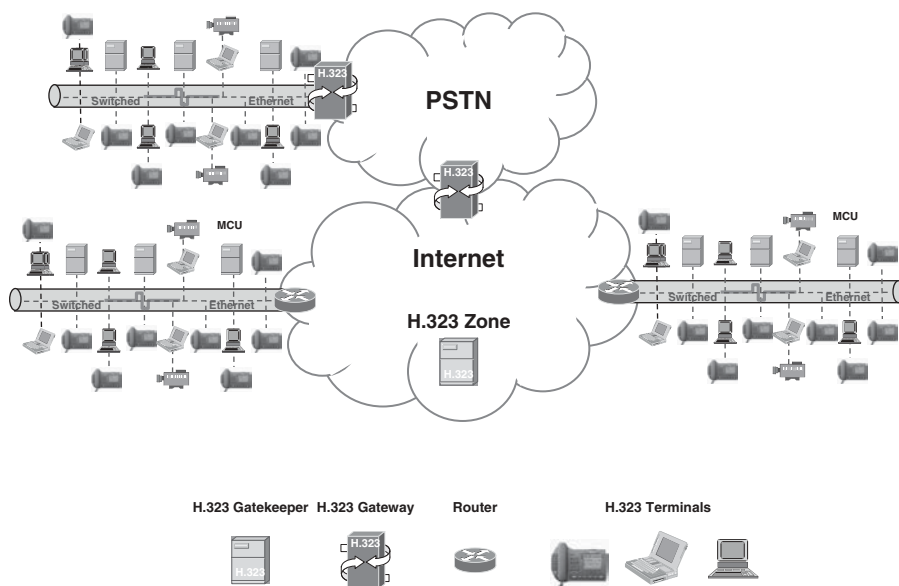 H.323
PSTN
Switched
Ethernet
H.323
MCU
MCU
Internet
Switched
Ethernet
Switched
Ethernet
H.323 Zone
H.323
H.323 Gatekeeper
H.323 Gateway
Router
H.323 Terminals
H.323
H.323